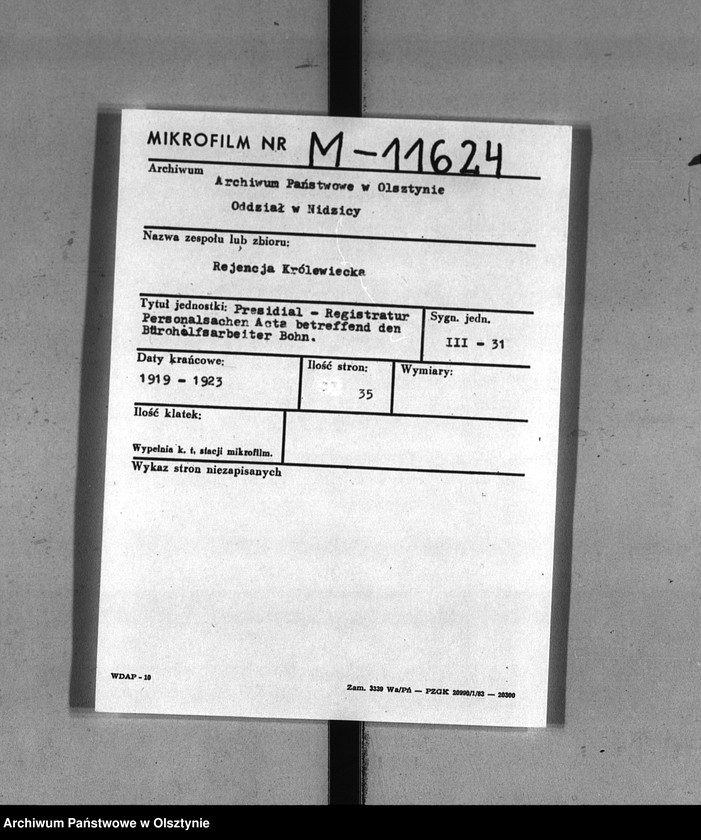 MIKROFILM NR M-11624
Archiwum
Archiwum Państwowe w Olsztynie
Oddział w Nidzicy
Nazwa zespołu lub zbioru:
Rejencja Królewiecka
Tytuł jednostki: Presidial - Registratur
Personalsachen Acta betreffend den
Bürohölfsarbeiter Bohn.
Sygn. jedn.
III - 31
Daty krańcowe:
1919 - 1923
Ilość stron:
35
Wymiary:
Ilość klatek:
Wypełnia k. t. stacji mikrofilm.
Wykaz stron niezapisanych
WDAP - 10
Zam. 3339 Wa/Pń — PZGK 20000/1/83 — 20300
Archiwum Państwowe w Olsztynie